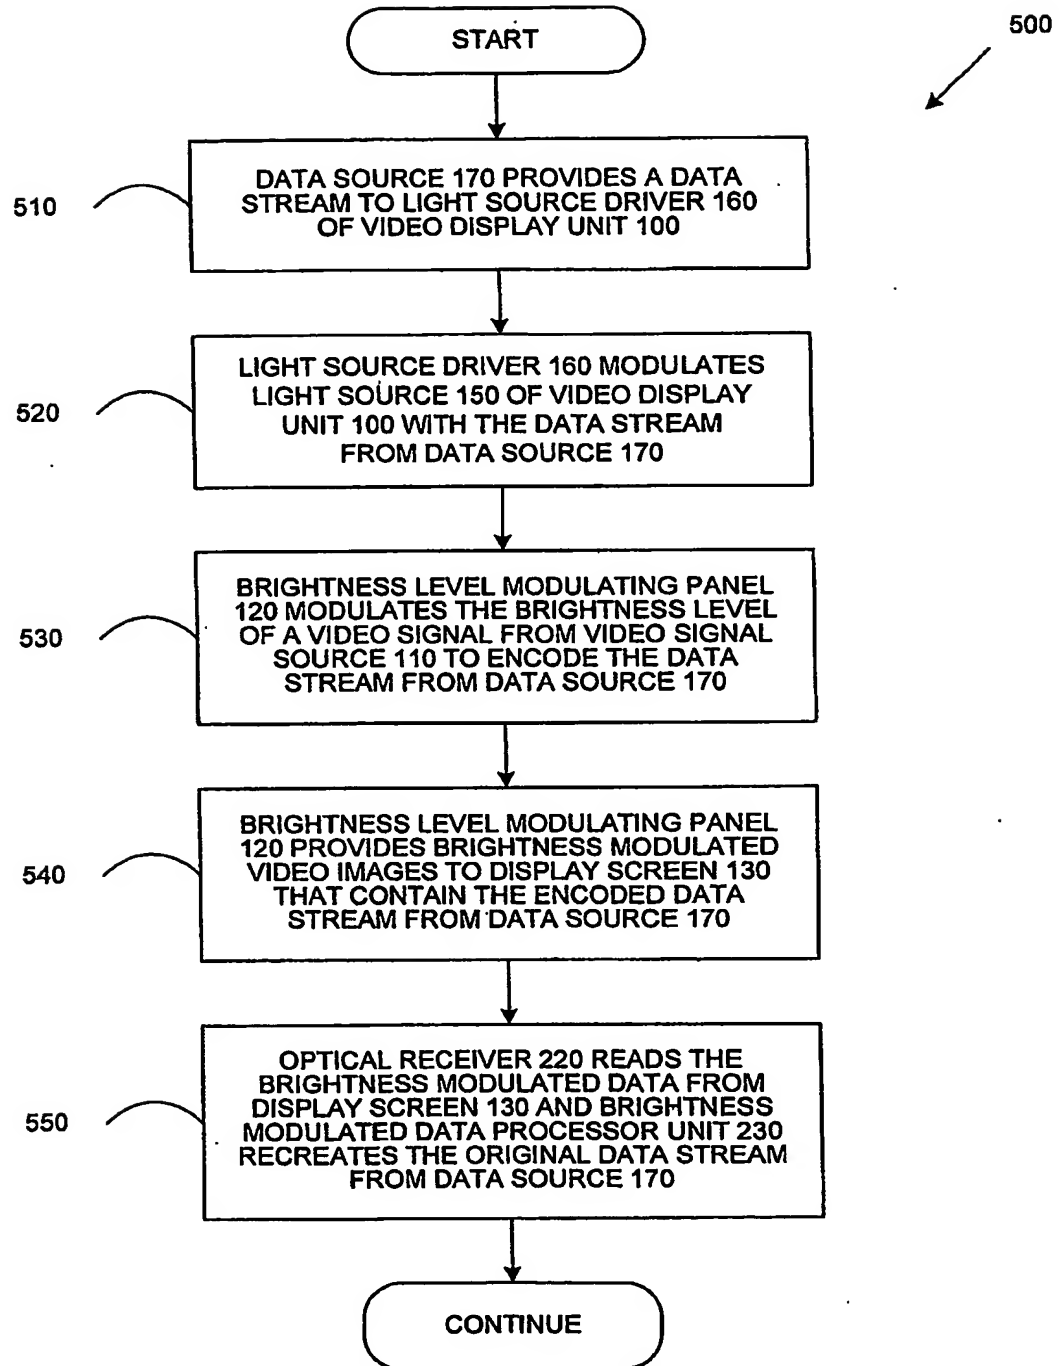 START
500
510
DATA SOURCE 170 PROVIDES A DATA
STREAM TO LIGHT SOURCE DRIVER 160
OF VIDEO DISPLAY UNIT 100
520
LIGHT SOURCE DRIVER 160 MODULATES
LIGHT SOURCE 150 OF VIDEO DISPLAY
UNIT 100 WITH THE DATA STREAM
FROM DATA SOURCE 170
530
BRIGHTNESS LEVEL MODULATING PANEL
120 MODULATES THE BRIGHTNESS LEVEL
OF A VIDEO SIGNAL FROM VIDEO SIGNAL
SOURCE 110 TO ENCODE THE DATA
STREAM FROM DATA SOURCE 170
540
BRIGHTNESS LEVEL MODULATING PANEL
120 PROVIDES BRIGHTNESS MODULATED
VIDEO IMAGES TO DISPLAY SCREEN 130
THAT CONTAIN THE ENCODED DATA
STREAM FROM DATA SOURCE 170
550
OPTICAL RECEIVER 220 READS THE
BRIGHTNESS MODULATED DATA FROM
DISPLAY SCREEN 130 AND BRIGHTNESS
MODULATED DATA PROCESSOR UNIT 230
RECREATES THE ORIGINAL DATA STREAM
FROM DATA SOURCE 170
CONTINUE